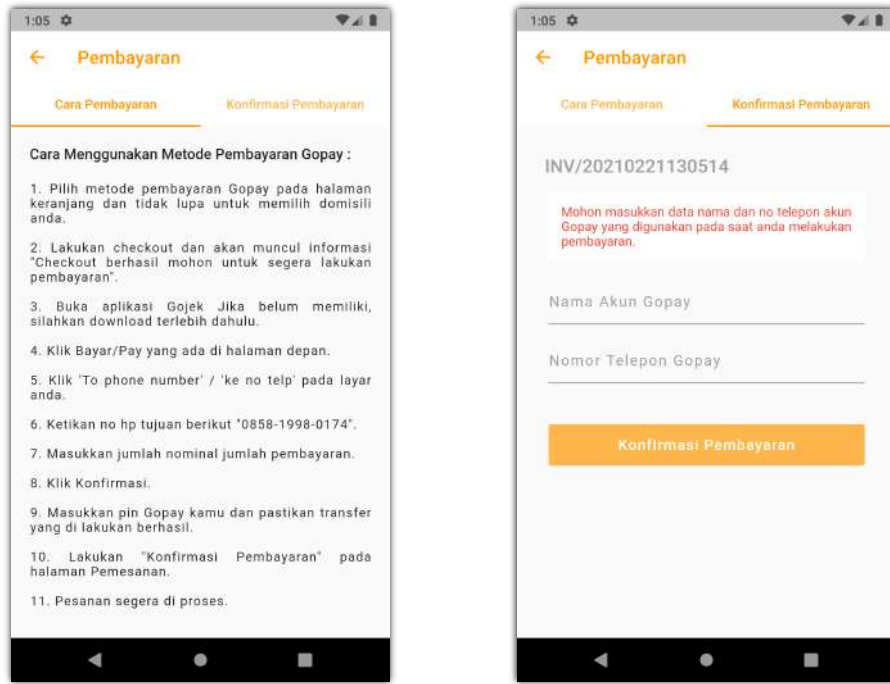 1:05
Pembayaran
Cara Pembayaran Konfirmasi Pembayaran
Cara Menggunakan Metode Pembayaran Gopay :
1. Pilih metode pembayaran Gopay pada halaman
keranjang dan tidak lupa untuk memilih domisili
anda.
2. Lakukan checkout dan akan muncul informasi
"Checkout berhasil mohon untuk segera lakukan
pembayaran".
3. Buka aplikasi Gojek Jika belum memiliki,
silahkan download terlebih dahulu.
4. Klik Bayar/Pay yang ada di halaman depan.
5. Klik 'To phone number' / 'ke no telp' pada layar
anda.
6. Ketikan no hp tujuan berikut "0858-1998-0174".
7. Masukkan jumlah nominal jumlah pembayaran.
8. Klik Konfirmasi.
9. Masukkan pin Gopay kamu dan pastikan transfer
yang di lakukan berhasil.
10. Lakukan "Konfirmasi Pembayaran" pada
halaman Pemesanan.
11. Pesanan segera di proses.
1:05
Pembayaran
Cara Pembayaran Konfirmasi Pembayaran
INV/20210221130514
Mohon masukkan data nama dan no telepon akun
Gopay yang digunakan pada saat anda melakukan
pembayaran.
Nama Akun Gopay
Nomor Telepon Gopay
Konfirmasi Pembayaran